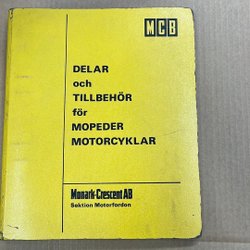 MCB
DELAR
och
TILLBEHÖR
för
MOPEDER
MOTORCYKLAR
Monark-Crescent AB
Sektion Motorfordon